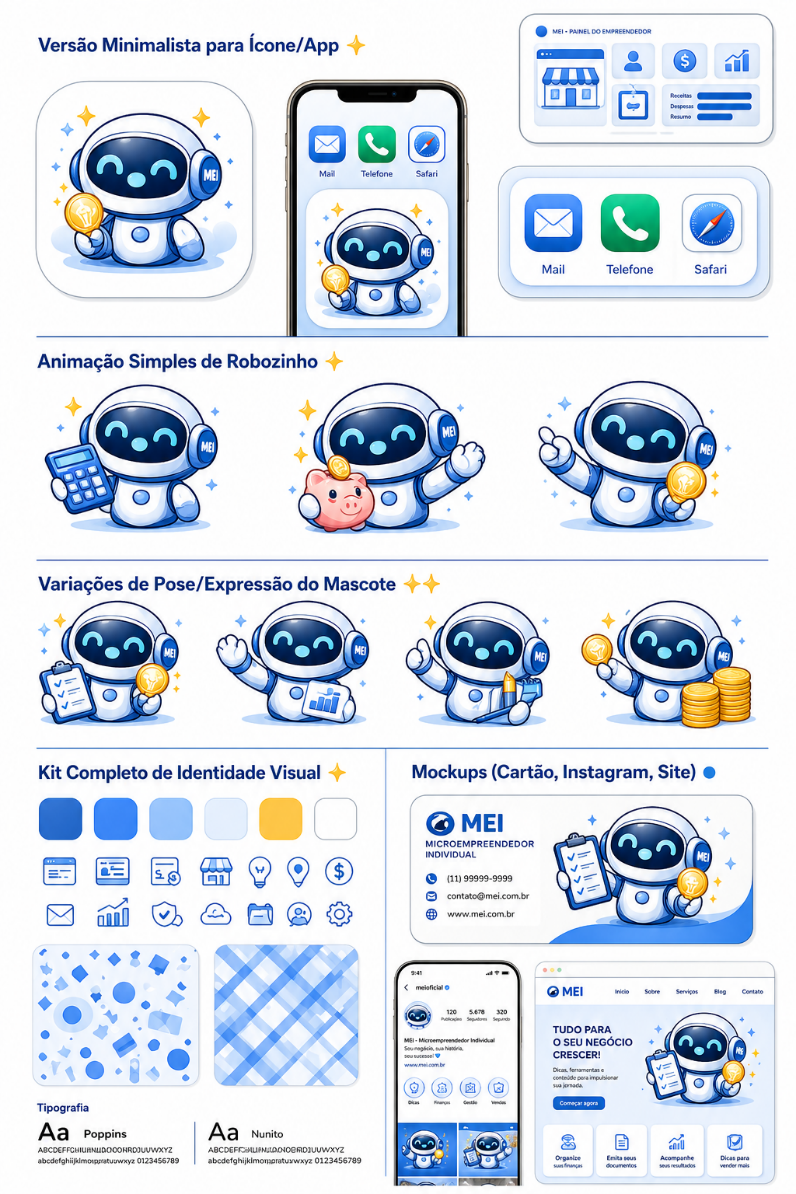 Versão Minimalista para Ícone/App
MEI
Mail
Telefone
Safari
MEI
MEI - PAINEL DO EMPREENDEDOR
Receitas
Despesas
Resumo
Mail
Telefone
Safari
Animação Simples de Robozinho
MEI
MEI
MEI
Variações de Pose/Expressão do Mascote
MEI
MEI
MEI
MEI
Kit Completo de Identidade Visual
Tipografia
Aa Poppins
Aa Nunito
Mockups (Cartão, Instagram, Site)
MEI
MICROEMPREENDEDOR
INDIVIDUAL
(11) 99999-9999
contato@mei.com.br
www.mei.com.br
MEI
9:41
meioficial
120
Publicações
5.678
Seguidores
320
Seguindo
MEI - Microempreendedor Individual
Seu negócio, sua história,
seu sucesso!
www.mei.com.br
Dicas
Finanças
Gestão
Vendas
MEI
Início
Sobre
Serviços
Blog
Contato
TUDO PARA
O SEU NEGÓCIO
CRESCER!
Dicas, ferramentas e
conteúdo para impulsionar
sua jornada.
Começar agora
MEI
Organize
suas finanças
Emita seus
documentos
Acompanhe
seus resultados
Dicas para
vender mais